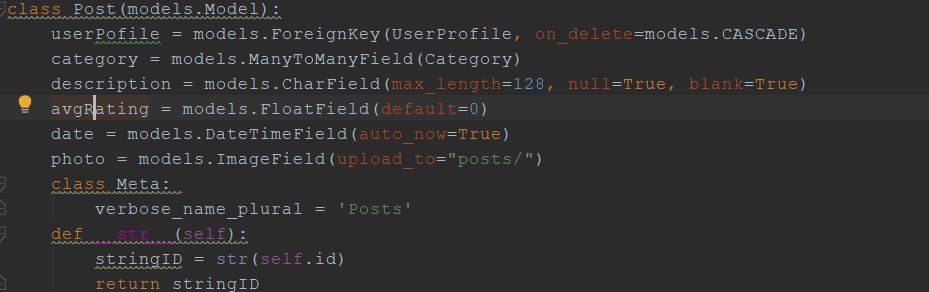 class Post(models.Model):
    userPofile = models.ForeignKey(UserProfile, on_delete=models.CASCADE)
    category = models.ManyToManyField(Category)
    description = models.CharField(max_length=128, null=True, blank=True)
    avgRating = models.FloatField(default=0)
    date = models.DateTimeField(auto_now=True)
    photo = models.ImageField(upload_to="posts/")
    class Meta:
        verbose_name_plural = 'Posts'
    def __str__(self):
        stringID = str(self.id)
        return stringID